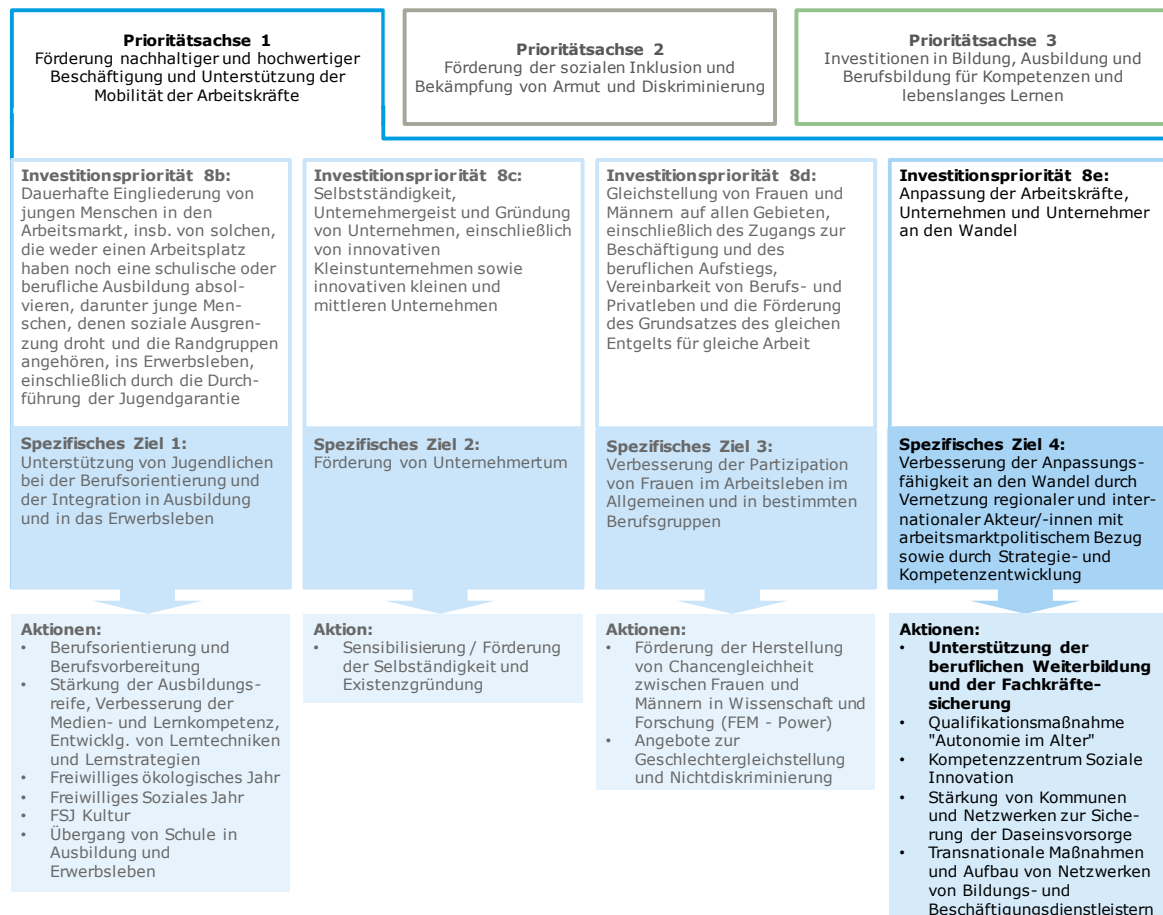 Prioritätsachse 1
Förderung nachhaltiger und hochwertiger
Beschäftigung und Unterstützung der
Mobilität der Arbeitskräfte
Prioritätsachse 2
Förderung der sozialen Inklusion und
Bekämpfung von Armut und Diskriminierung
Prioritätsachse 3
Investitionen in Bildung, Ausbildung und
Berufsbildung für Kompetenzen und
lebenslanges Lernen
Investitionspriorität 8b:
Dauerhafte Eingliederung von
jungen Menschen in den
Arbeitsmarkt, insb. von solchen,
die weder einen Arbeitsplatz
haben noch eine schulische oder
berufliche Ausbildung absol-
vieren, darunter junge Men-
schen, denen soziale Ausgren-
zung droht und die Randgruppen
angehören, ins Erwerbsleben,
einschließlich durch die Durch-
führung der Jugendgarantie
Investitionspriorität 8c:
Selbstständigkeit,
Unternehmergeist und Gründung
von Unternehmen, einschließlich
von innovativen
Kleinstunternehmen sowie
innovativen kleinen und
mittleren Unternehmen
Investitionspriorität 8d:
Gleichstellung von Frauen und
Männern auf allen Gebieten,
einschließlich des Zugangs zur
Beschäftigung und des
beruflichen Aufstiegs,
Vereinbarkeit von Berufs- und
Privatleben und die Förderung
des Grundsatzes des gleichen
Entgelts für gleiche Arbeit
Investitionspriorität 8e:
Anpassung der Arbeitskräfte,
Unternehmen und Unternehmer
an den Wandel
Spezifisches Ziel 1:
Unterstützung von Jugendlichen
bei der Berufsorientierung und
der Integration in Ausbildung
und in das Erwerbsleben
Spezifisches Ziel 2:
Förderung von Unternehmertum
Spezifisches Ziel 3:
Verbesserung der Partizipation
von Frauen im Arbeitsleben im
Allgemeinen und in bestimmten
Berufsgruppen
Spezifisches Ziel 4:
Verbesserung der Anpassungs-
fähigkeit an den Wandel durch
Vernetzung regionaler und inter-
nationaler Akteur/-innen mit
arbeitsmarktpolitischem Bezug
sowie durch Strategie- und
Kompetenzentwicklung
Aktionen:
• Berufsorientierung und
Berufsvorbereitung
• Stärkung der Ausbildungs-
reife, Verbesserung der
Medien- und Lernkompetenz,
Entwicklg. von Lerntechniken
und Lernstrategien
• Freiwilliges ökologisches Jahr
• Freiwilliges Soziales Jahr
• FSJ Kultur
• Übergang von Schule in
Ausbildung und
Erwerbsleben
Aktion:
• Sensibilisierung / Förderung
der Selbständigkeit und
Existenzgründung
Aktionen:
• Förderung der Herstellung
von Chancengleichheit
zwischen Frauen und
Männern in Wissenschaft und
Forschung (FEM - Power)
• Angebote zur
Geschlechtergleichstellung
und Nichtdiskriminierung
Aktionen:
• Unterstützung der
beruflichen Weiterbildung
und der Fachkräfte-
sicherung
• Qualifikationsmaßnahme
"Autonomie im Alter"
• Kompetenzzentrum Soziale
Innovation
• Stärkung von Kommunen
und Netzwerken zur Siche-
rung der Daseinsvorsorge
• Transnationale Maßnahmen
und Aufbau von Netzwerken
von Bildungs- und
Beschäftigungsdienstleistern